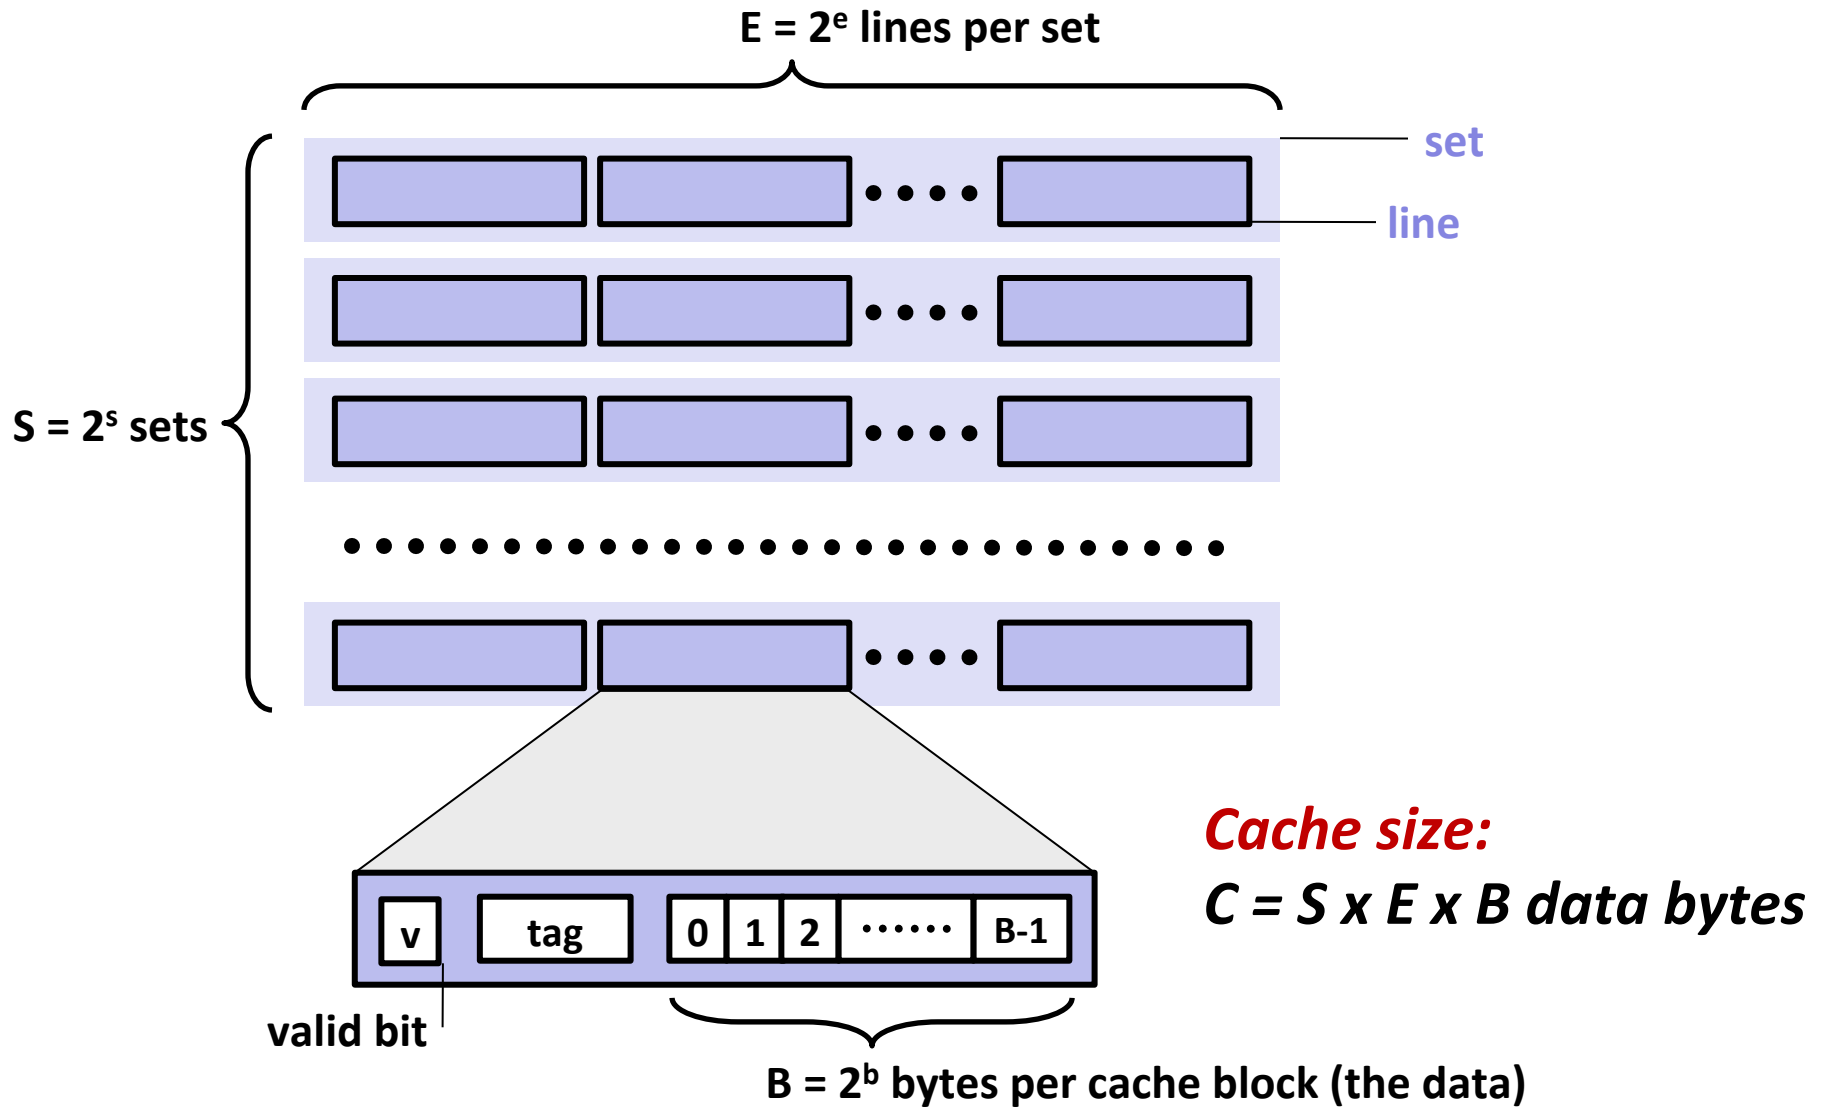 E = 2ᵉ lines per set
set
line
S = 2ˢ sets
v
tag
0
1
2
B-1
Cache size:
C = S x E x B data bytes
valid bit
B = 2ᵇ bytes per cache block (the data)